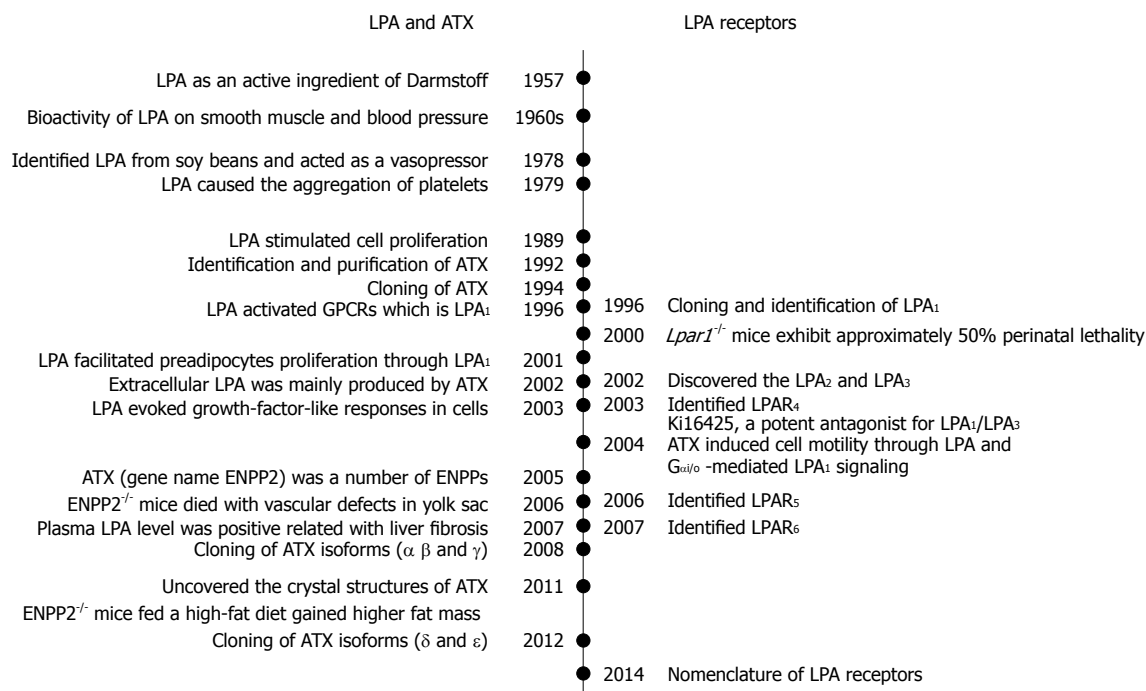 LPA and ATX LPA receptors
LPA as an active ingredient of Darmstoff 1957
Bioactivity of LPA on smooth muscle and blood pressure 1960s
Identified LPA from soy beans and acted as a vasopressor 1978
LPA caused the aggregation of platelets 1979
LPA stimulated cell proliferation 1989
Identification and purification of ATX 1992
Cloning of ATX 1994
LPA activated GPCRs which is LPA₁ 1996 1996 Cloning and identification of LPA₁
2000 Lpar1⁻/⁻ mice exhibit approximately 50% perinatal lethality
LPA facilitated preadipocytes proliferation through LPA₁ 2001
Extracellular LPA was mainly produced by ATX 2002 2002 Discovered the LPA₂ and LPA₃
LPA evoked growth-factor-like responses in cells 2003 2003 Identified LPAR₄
Ki16425, a potent antagonist for LPA₁/LPA₃
2004 ATX induced cell motility through LPA and
Gαi/o -mediated LPA₁ signaling
ATX (gene name ENPP2) was a number of ENPPs 2005
ENPP2⁻/⁻ mice died with vascular defects in yolk sac 2006 2006 Identified LPAR₅
Plasma LPA level was positive related with liver fibrosis 2007 2007 Identified LPAR₆
Cloning of ATX isoforms (α β and γ) 2008
Uncovered the crystal structures of ATX 2011
ENPP2⁻/⁻ mice fed a high-fat diet gained higher fat mass
Cloning of ATX isoforms (δ and ε) 2012
2014 Nomenclature of LPA receptors